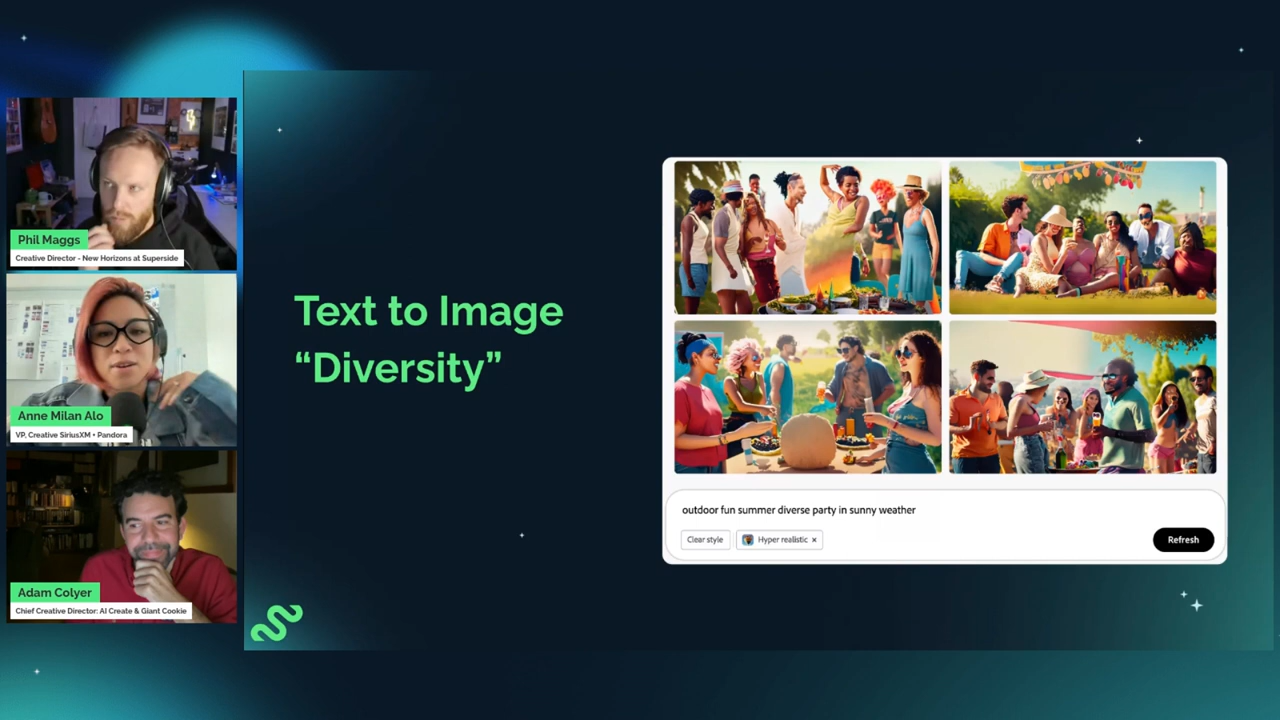 Phil Maggs
Creative Director - New Horizons at Superside
Anne Milan Alo
VP, Creative SiriusXM + Pandora
Adam Colyer
Chief Creative Director: AI Create & Giant Cookie
Text to Image
“Diversity”
outdoor fun summer diverse party in sunny weather
Clear style
Hyper realistic ×
Refresh